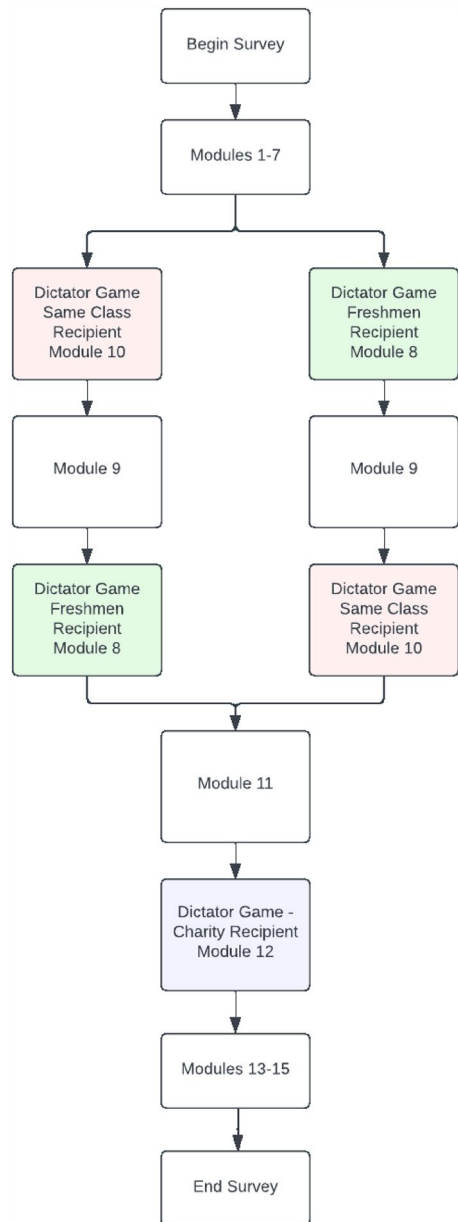 Begin Survey
Modules 1-7
Dictator Game
Same Class
Recipient
Module 10
Dictator Game
Freshmen
Recipient
Module 8
Module 9
Module 9
Dictator Game
Freshmen
Recipient
Module 8
Dictator Game
Same Class
Recipient
Module 10
Module 11
Dictator Game -
Charity Recipient
Module 12
Modules 13-15
End Survey